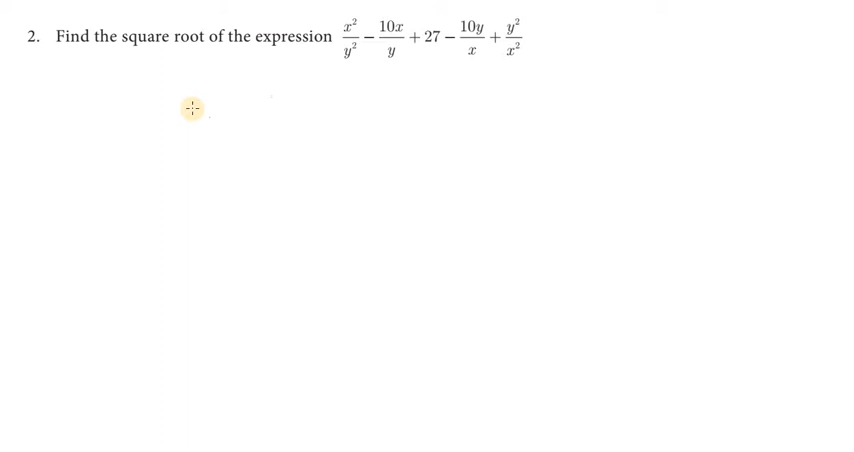 2. Find the square root of the expression x²/y² − 10x/y + 27 − 10y/x + y²/x²